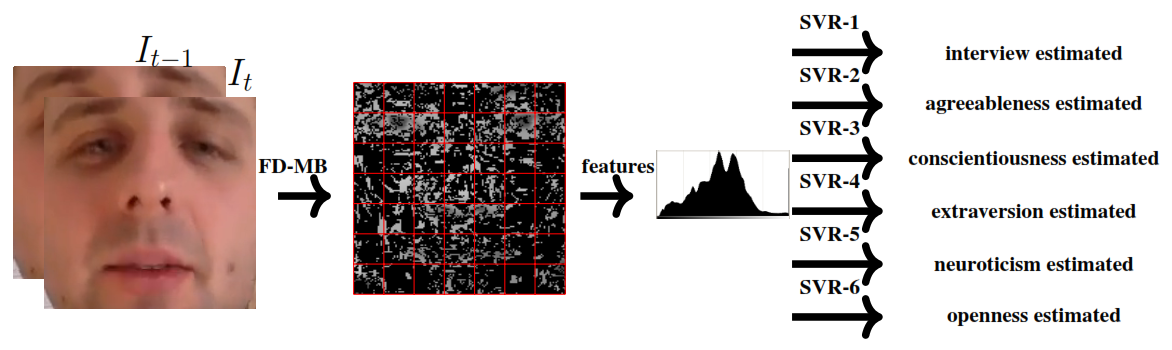 I_{t-1}
I_t
FD-MB
features
SVR-1
interview estimated
SVR-2
agreeableness estimated
SVR-3
conscientiousness estimated
SVR-4
extraversion estimated
SVR-5
neuroticism estimated
SVR-6
openness estimated